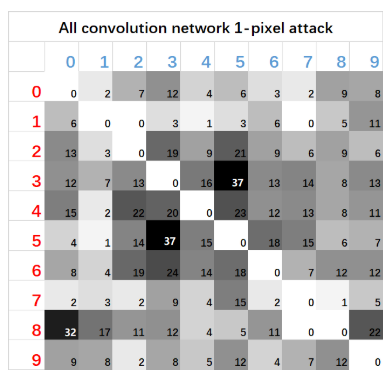 All convolution network 1-pixel attack
0 1 2 3 4 5 6 7 8 9
0 0 2 7 12 4 6 3 2 9 8
1 6 0 0 3 1 3 6 0 5 11
2 13 3 0 19 9 21 9 6 9 6
3 12 7 13 0 16 37 13 14 8 13
4 15 2 22 20 0 23 12 13 8 11
5 4 1 14 37 15 0 18 15 6 7
6 8 4 19 24 14 18 0 7 12 12
7 2 3 2 9 4 15 2 0 1 5
8 32 17 11 12 4 5 11 0 0 22
9 9 8 2 8 5 12 4 7 12 0